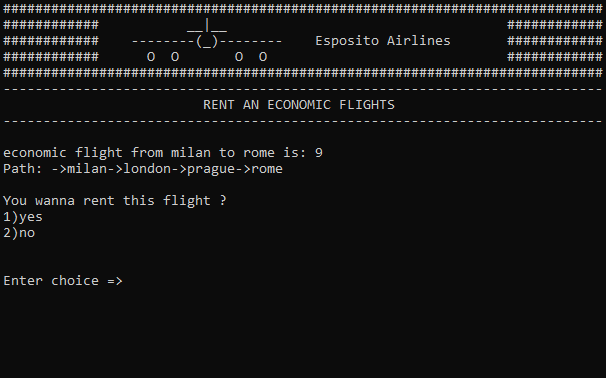 ###########################################################################
############           __|__                                   ############
############    --------(_)--------    Esposito Airlines       ############
############      O  O       O  O                              ############
###########################################################################
---------------------------------------------------------------------------
                         RENT AN ECONOMIC FLIGHTS
---------------------------------------------------------------------------
economic flight from milan to rome is: 9
Path: ->milan->london->prague->rome
You wanna rent this flight ?
1)yes
2)no
Enter choice =>